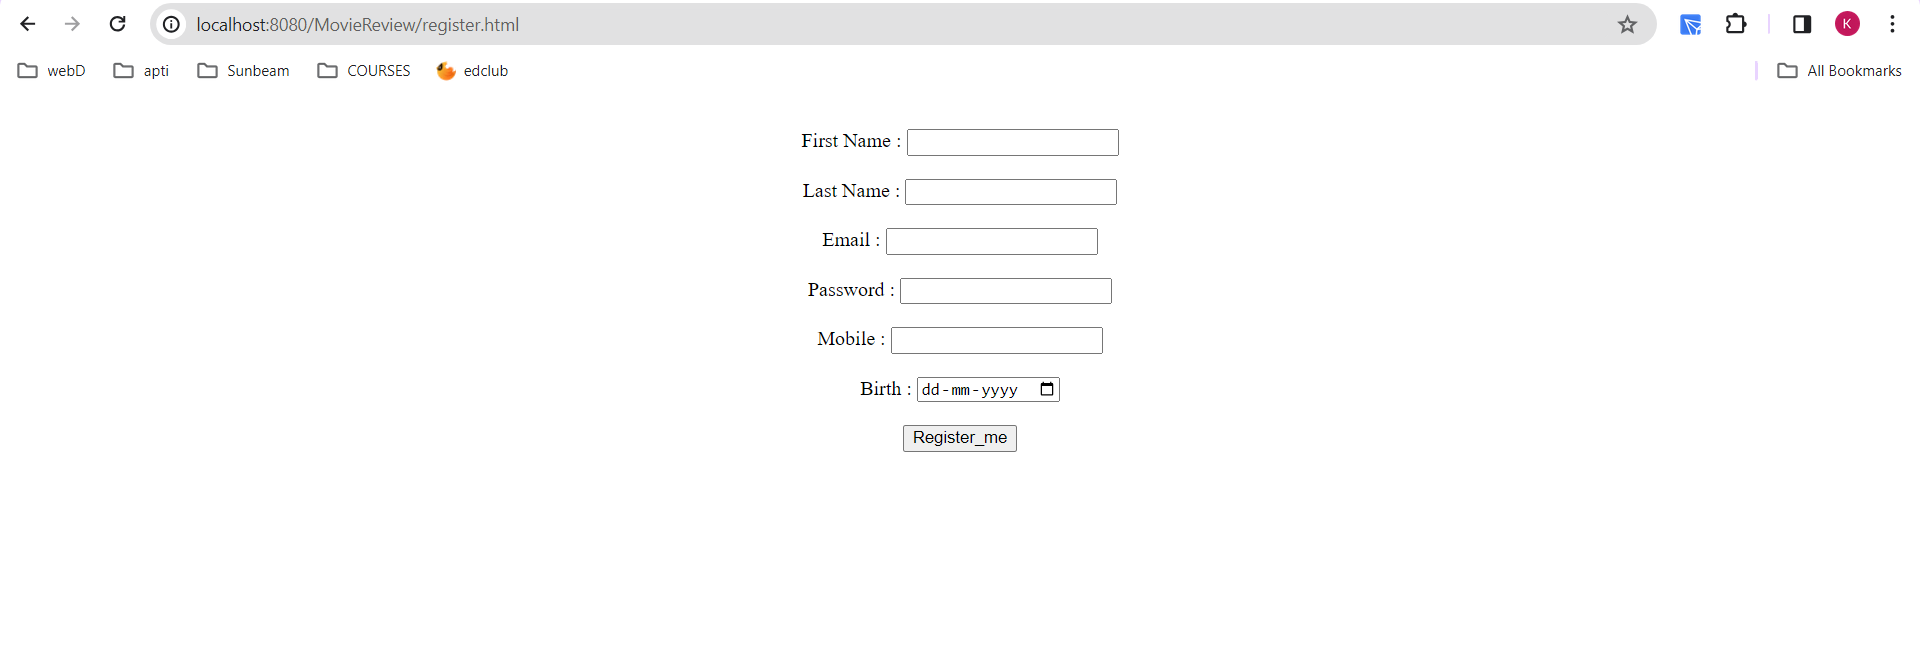 localhost:8080/MovieReview/register.html
K
webD apti Sunbeam COURSES edclub All Bookmarks
First Name :
Last Name :
Email :
Password :
Mobile :
Birth : dd-mm-yyyy
Register_me